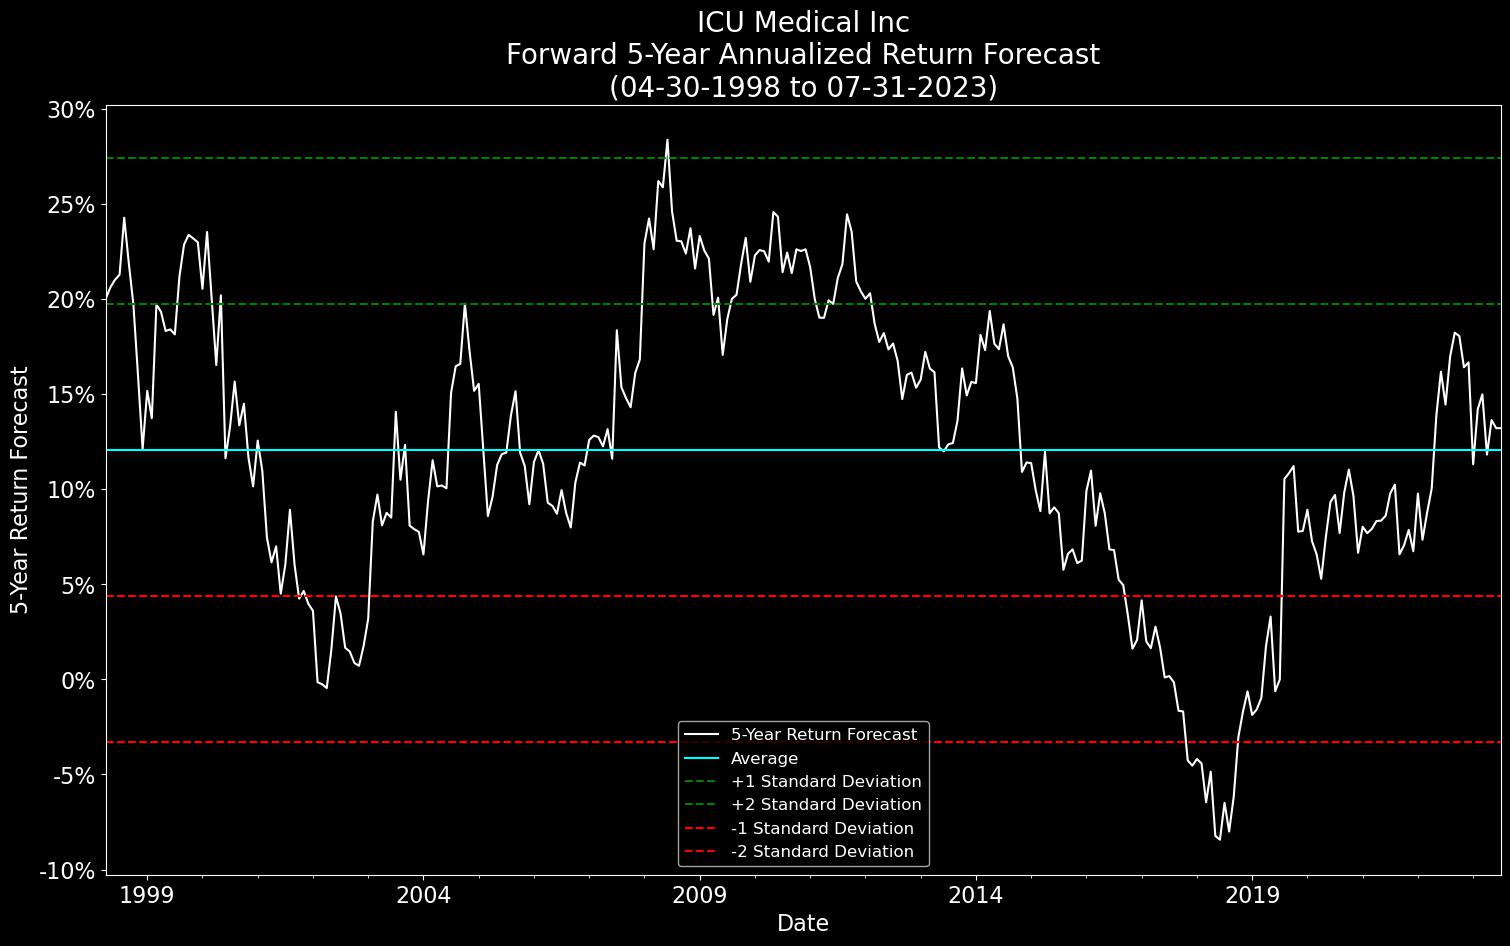 ICU Medical Inc
Forward 5-Year Annualized Return Forecast
(04-30-1998 to 07-31-2023)
30%
25%
20%
15%
10%
5%
0%
-5%
-10%
5-Year Return Forecast
5-Year Return Forecast
Average
+1 Standard Deviation
+2 Standard Deviation
-1 Standard Deviation
-2 Standard Deviation
1999 2004 2009 2014 2019
Date